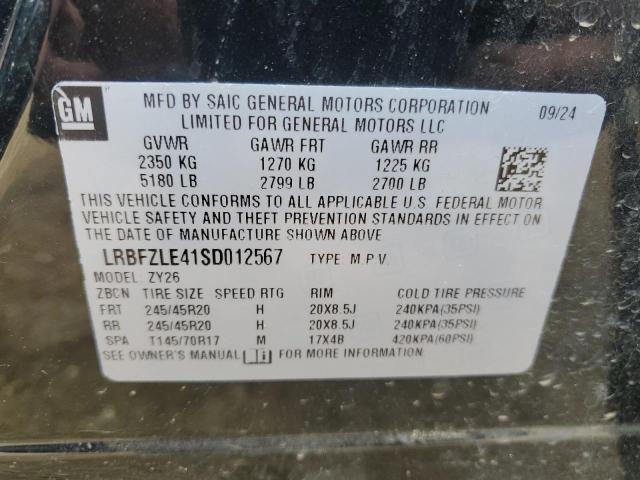 GM
MFD BY SAIC GENERAL MOTORS CORPORATION 09/24
LIMITED FOR GENERAL MOTORS LLC
GVWR GAWR FRT GAWR RR
2350 KG 1270 KG 1225 KG
5180 LB 2799 LB 2700 LB
THIS VEHICLE CONFORMS TO ALL APPLICABLE U.S. FEDERAL MOTOR
VEHICLE SAFETY AND THEFT PREVENTION STANDARDS IN EFFECT ON
THE DATE OF MANUFACTURE SHOWN ABOVE.
LRBFZLE41SD012567 TYPE M P V
MODEL: ZY26
ZBCN TIRE SIZE SPEED RTG RIM COLD TIRE PRESSURE
FRT 245/45R20 H 20X8.5J 240KPA(35PSI)
RR 245/45R20 H 20X8.5J 240KPA(35PSI)
SPA T145/70R17 M 17X4B 420KPA(60PSI)
SEE OWNER'S MANUAL i FOR MORE INFORMATION